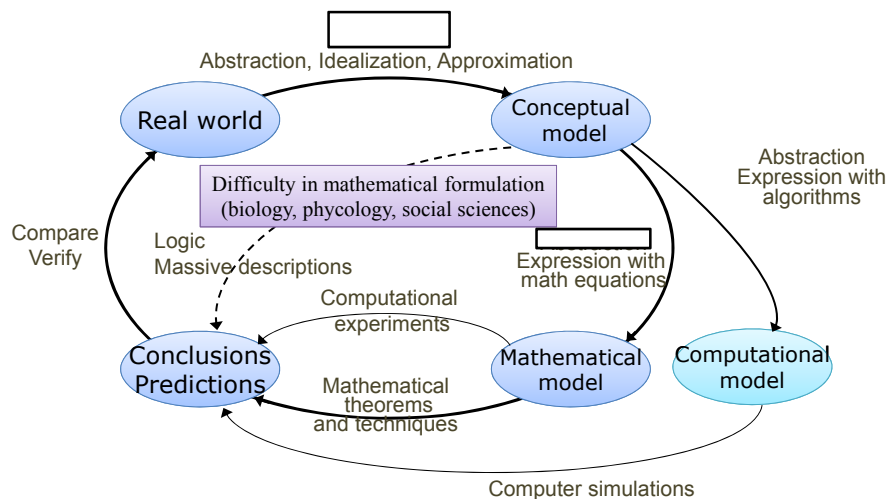 Abstraction, Idealization, Approximation
Real world
Conceptual
model
Difficulty in mathematical formulation
(biology, phycology, social sciences)
Abstraction
Expression with
algorithms
Compare
Verify
Logic
Massive descriptions
Expression with
math equations
Computational
experiments
Conclusions
Predictions
Mathematical
model
Computational
model
Mathematical
theorems
and techniques
Computer simulations